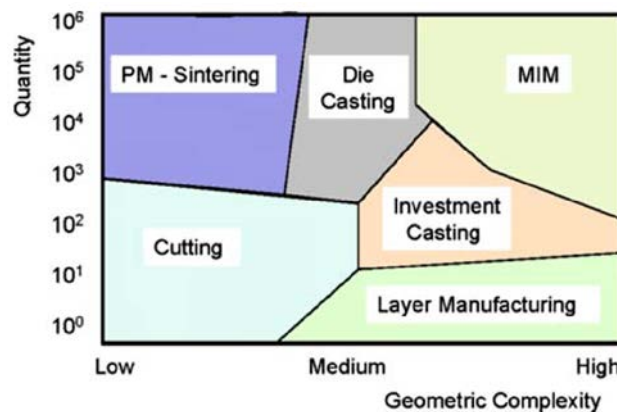 Quantity
10⁶
10⁵
10⁴
10³
10²
10¹
10⁰
PM - Sintering
Die
Casting
MIM
Cutting
Investment
Casting
Layer Manufacturing
Low
Medium
High
Geometric Complexity